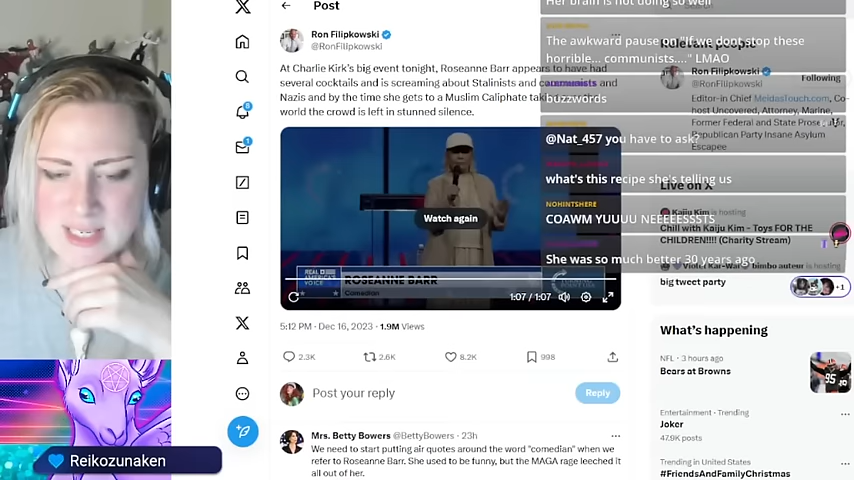 Post
Ron Filipkowski
@RonFilipkowski
At Charlie Kirk's big event tonight, Roseanne Barr appears to have had
several cocktails and is screaming about Stalinists and communists and
Nazis and by the time she gets to a Muslim Caliphate
world the crowd is left in stunned silence.
Watch again
REAL AMERICA'S VOICE
ROSEANNE BARR
Comedian
1:07 / 1:07
5:12 PM · Dec 16, 2023 · 1.9M Views
2.3K
2.6K
8.2K
998
Post your reply
Reply
Mrs. Betty Bowers @BettyBowers · 23h
We need to start putting air quotes around the word "comedian" when we
refer to Roseanne Barr. She used to be funny, but the MAGA rage leeched it
all out of her.
Her brain is not doing so well
The awkward pause on "If we dont stop these
horrible... communists...." LMAO
buzzwords
@Nat_457 you have to ask?
what's this recipe she's telling us
NOHINTSHERE
COAWM YUUUU NEEEEESSSTS
She was so much better 30 years ago
Relevant people
Ron Filipkowski
@RonFilipkowski
Following
Editor-in Chief MeidasTouch.com, Co-
host Uncovered, Attorney, Marine,
Former Federal and State Prosecutor,
Republican Party Insane Asylum
Escapee
Live on X
Kaiju Kim is hosting
Chill with Kaiju Kim - Toys FOR THE
CHILDREN!!!! (Charity Stream)
is hosting
big tweet party
+1
What's happening
NFL · 3 hours ago
Bears at Browns
Entertainment · Trending
Joker
47.9K posts
Trending in United States
#FriendsAndFamilyChristmas
8
1
Reikozunaken